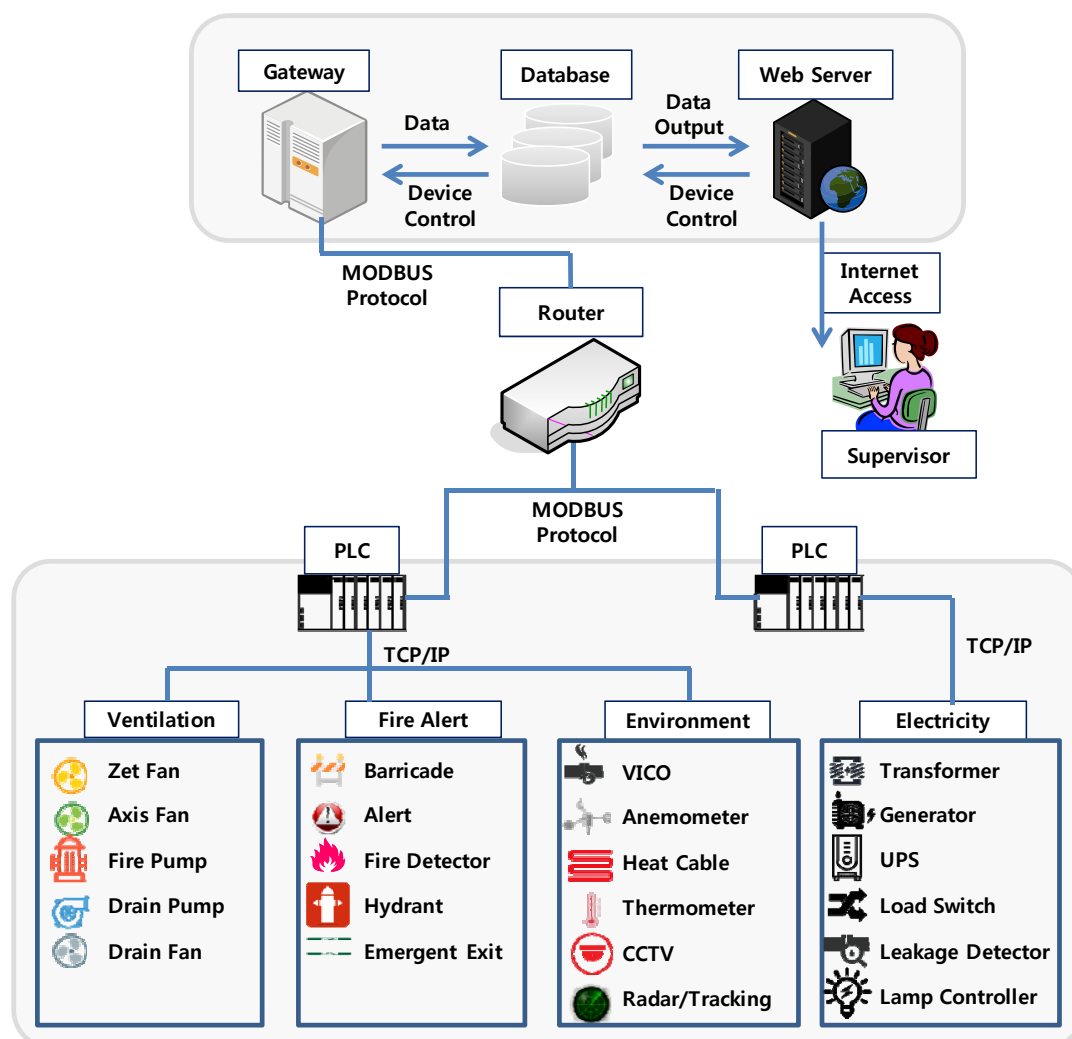 Gateway
Database
Web Server
Data
Data
Output
Device
Control
Device
Control
MODBUS
Protocol
Internet
Access
Router
Supervisor
MODBUS
Protocol
PLC
PLC
TCP/IP
TCP/IP
Ventilation
Fire Alert
Environment
Electricity
Zet Fan
Axis Fan
Fire Pump
Drain Pump
Drain Fan
Barricade
Alert
Fire Detector
Hydrant
Emergent Exit
VICO
Anemometer
Heat Cable
Thermometer
CCTV
Radar/Tracking
Transformer
Generator
UPS
Load Switch
Leakage Detector
Lamp Controller